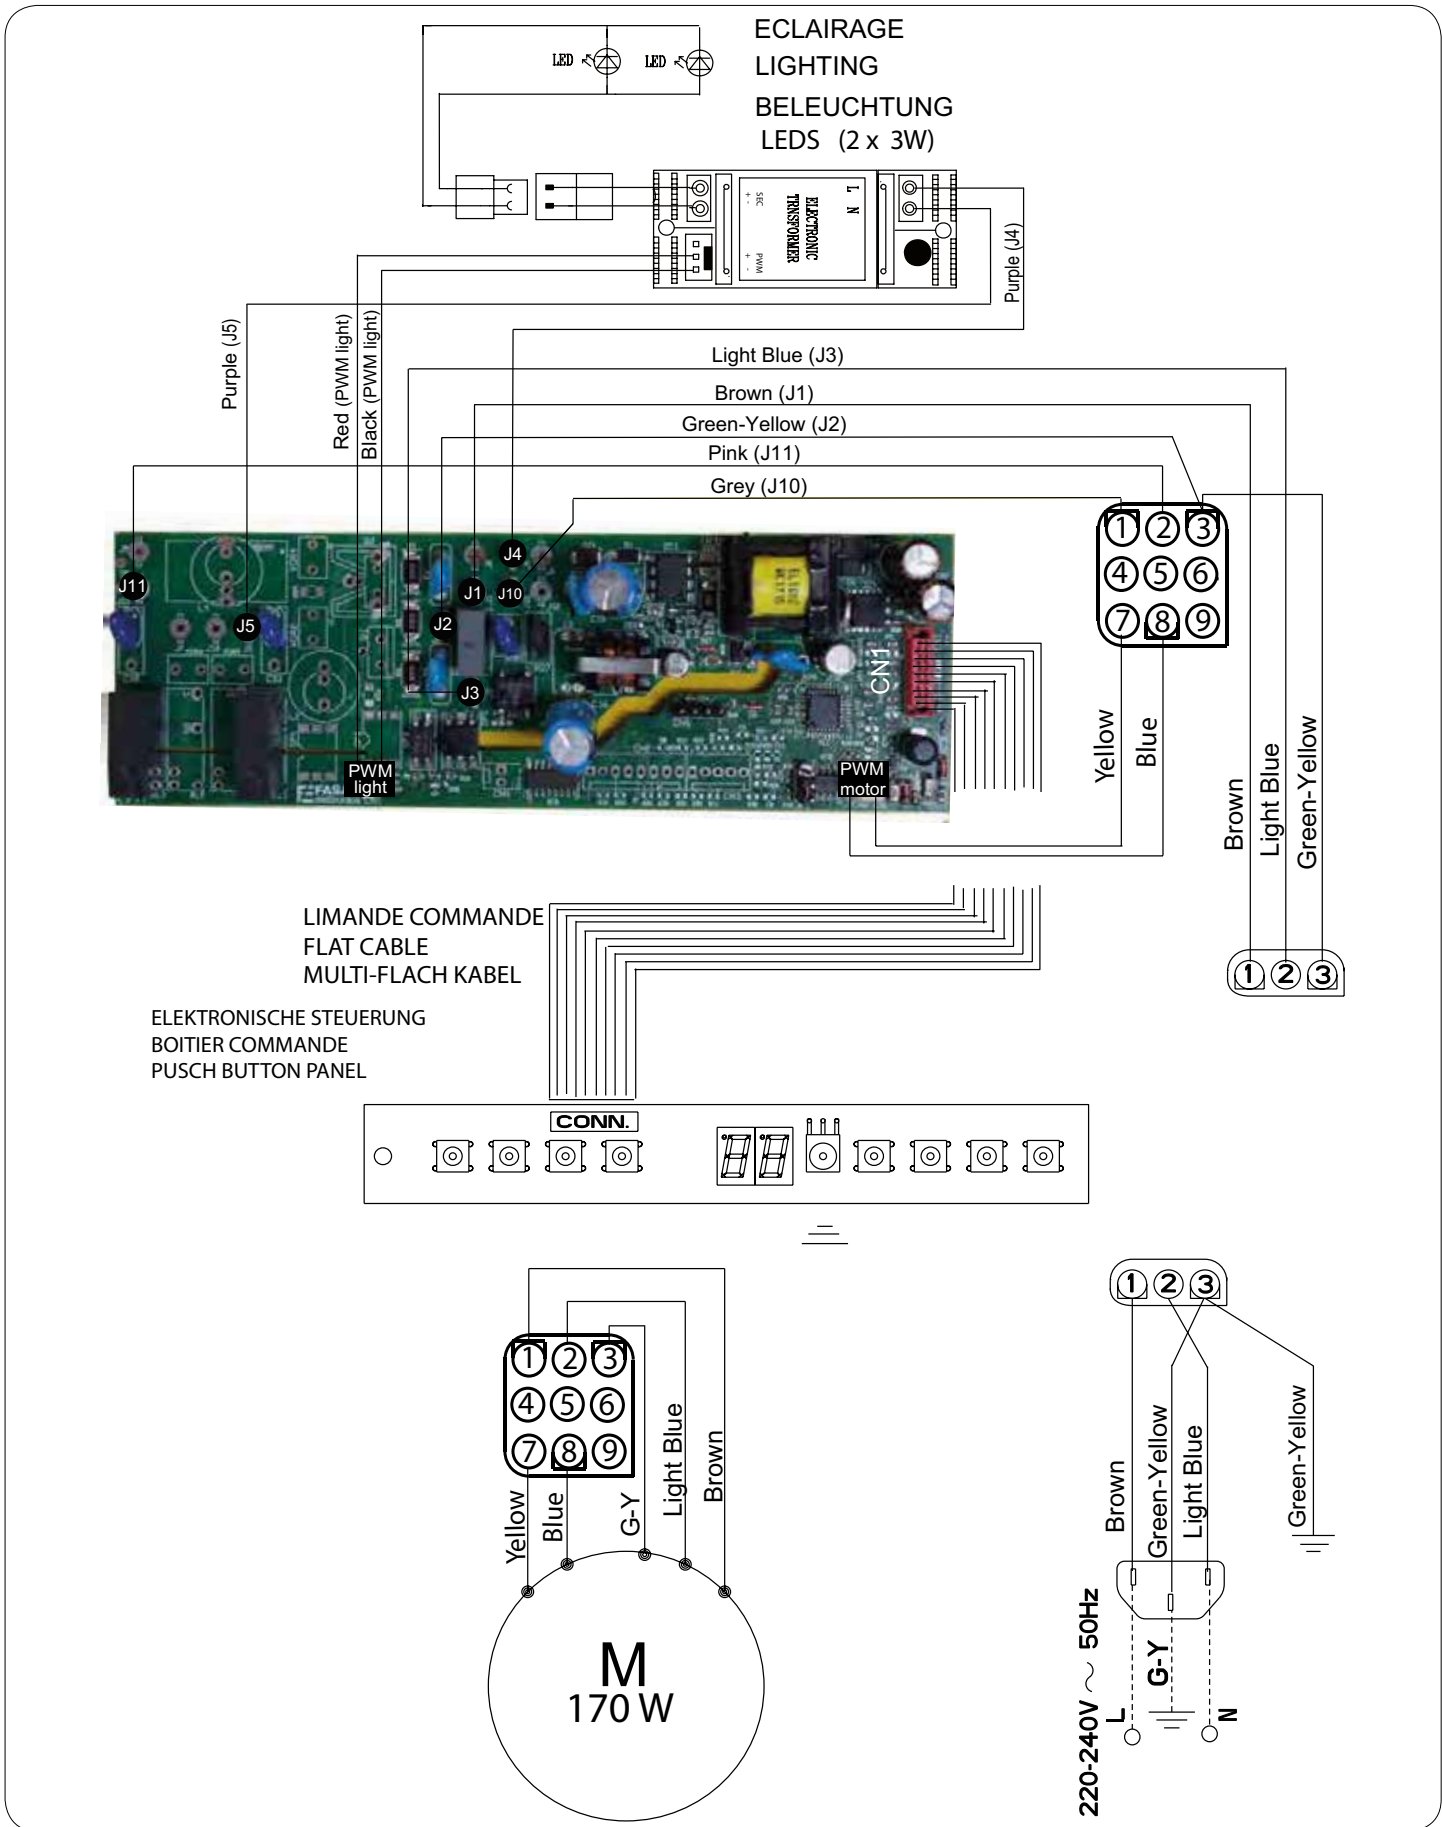 ECLAIRAGE
LIGHTING
BELEUCHTUNG
LEDS (2 x 3W)
LED
LED
SEC
+ -
PWM
+ -
ELECTRONIC
TRNSFORMER
L N
Purple (J4)
Purple (J5)
Red (PWM light)
Black (PWM light)
Light Blue (J3)
Brown (J1)
Green-Yellow (J2)
Pink (J11)
Grey (J10)
J11
J5
J1
J2
J3
J4
J10
CN1
PWM
light
PWM
motor
1 2 3
4 5 6
7 8 9
Yellow
Blue
Brown
Light Blue
Green-Yellow
1 2 3
LIMANDE COMMANDE
FLAT CABLE
MULTI-FLACH KABEL
ELEKTRONISCHE STEUERUNG
BOITIER COMMANDE
PUSCH BUTTON PANEL
CONN.
1 2 3
4 5 6
7 8 9
Yellow
Blue
G-Y
Light Blue
Brown
M
170 W
1 2 3
Brown
Green-Yellow
Light Blue
Green-Yellow
220-240V ~ 50Hz
L
G-Y
N